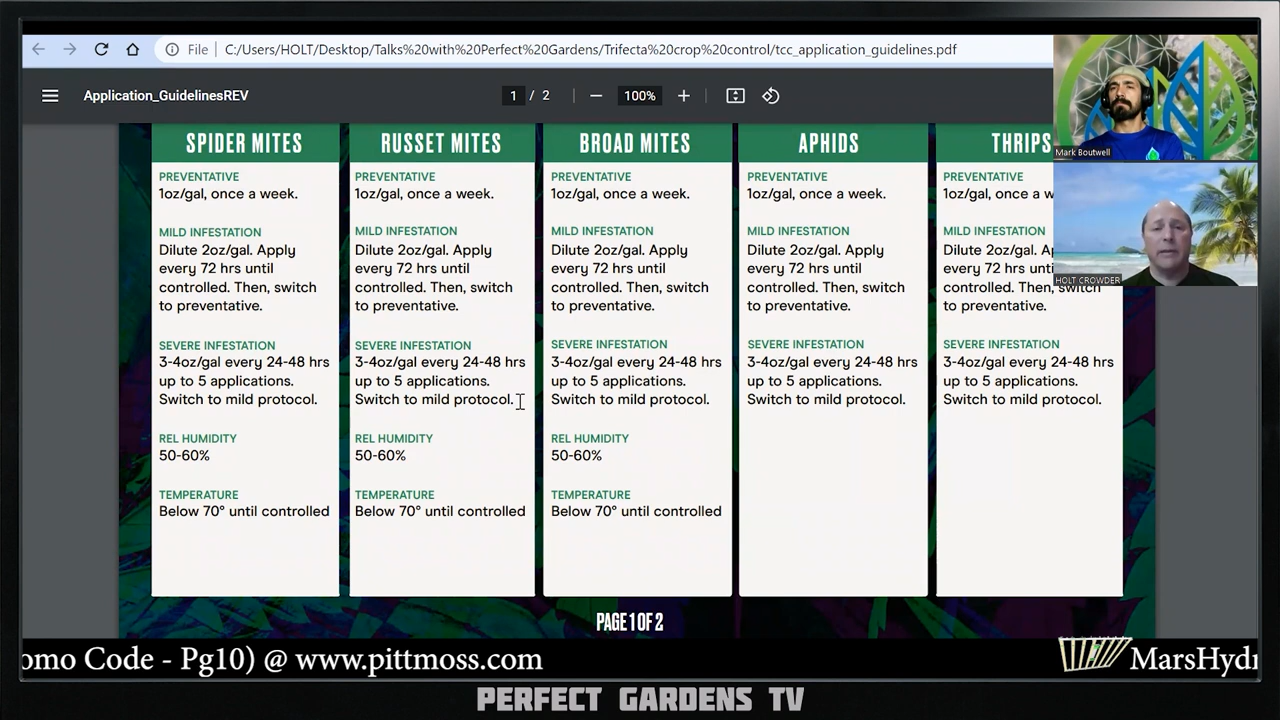 File C:/Users/HOLT/Desktop/Talks%20with%20Perfect%20Gardens/Trifecta%20crop%20control/tcc_application_guidelines.pdf
Application_GuidelinesREV
1 / 2
100%
Mark Boutwell
HOLT CROWDER
SPIDER MITES
PREVENTATIVE
1oz/gal, once a week.
MILD INFESTATION
Dilute 2oz/gal. Apply
every 72 hrs until
controlled. Then, switch
to preventative.
SEVERE INFESTATION
3-4oz/gal every 24-48 hrs
up to 5 applications.
Switch to mild protocol.
REL HUMIDITY
50-60%
TEMPERATURE
Below 70° until controlled
RUSSET MITES
PREVENTATIVE
1oz/gal, once a week.
MILD INFESTATION
Dilute 2oz/gal. Apply
every 72 hrs until
controlled. Then, switch
to preventative.
SEVERE INFESTATION
3-4oz/gal every 24-48 hrs
up to 5 applications.
Switch to mild protocol.
REL HUMIDITY
50-60%
TEMPERATURE
Below 70° until controlled
BROAD MITES
PREVENTATIVE
1oz/gal, once a week.
MILD INFESTATION
Dilute 2oz/gal. Apply
every 72 hrs until
controlled. Then, switch
to preventative.
SEVERE INFESTATION
3-4oz/gal every 24-48 hrs
up to 5 applications.
Switch to mild protocol.
REL HUMIDITY
50-60%
TEMPERATURE
Below 70° until controlled
APHIDS
PREVENTATIVE
1oz/gal, once a week.
MILD INFESTATION
Dilute 2oz/gal. Apply
every 72 hrs until
controlled. Then, switch
to preventative.
SEVERE INFESTATION
3-4oz/gal every 24-48 hrs
up to 5 applications.
Switch to mild protocol.
THRIPS
PREVENTATIVE
1oz/gal, once a w
MILD INFESTATION
Dilute 2oz/gal.
every 72 hrs until
controlled. Then, switch
to preventative.
SEVERE INFESTATION
3-4oz/gal every 24-48 hrs
up to 5 applications.
Switch to mild protocol.
PAGE 1 OF 2
omo Code - Pg10) @ www.pittmoss.com MarsHydr
PERFECT GARDENS TV